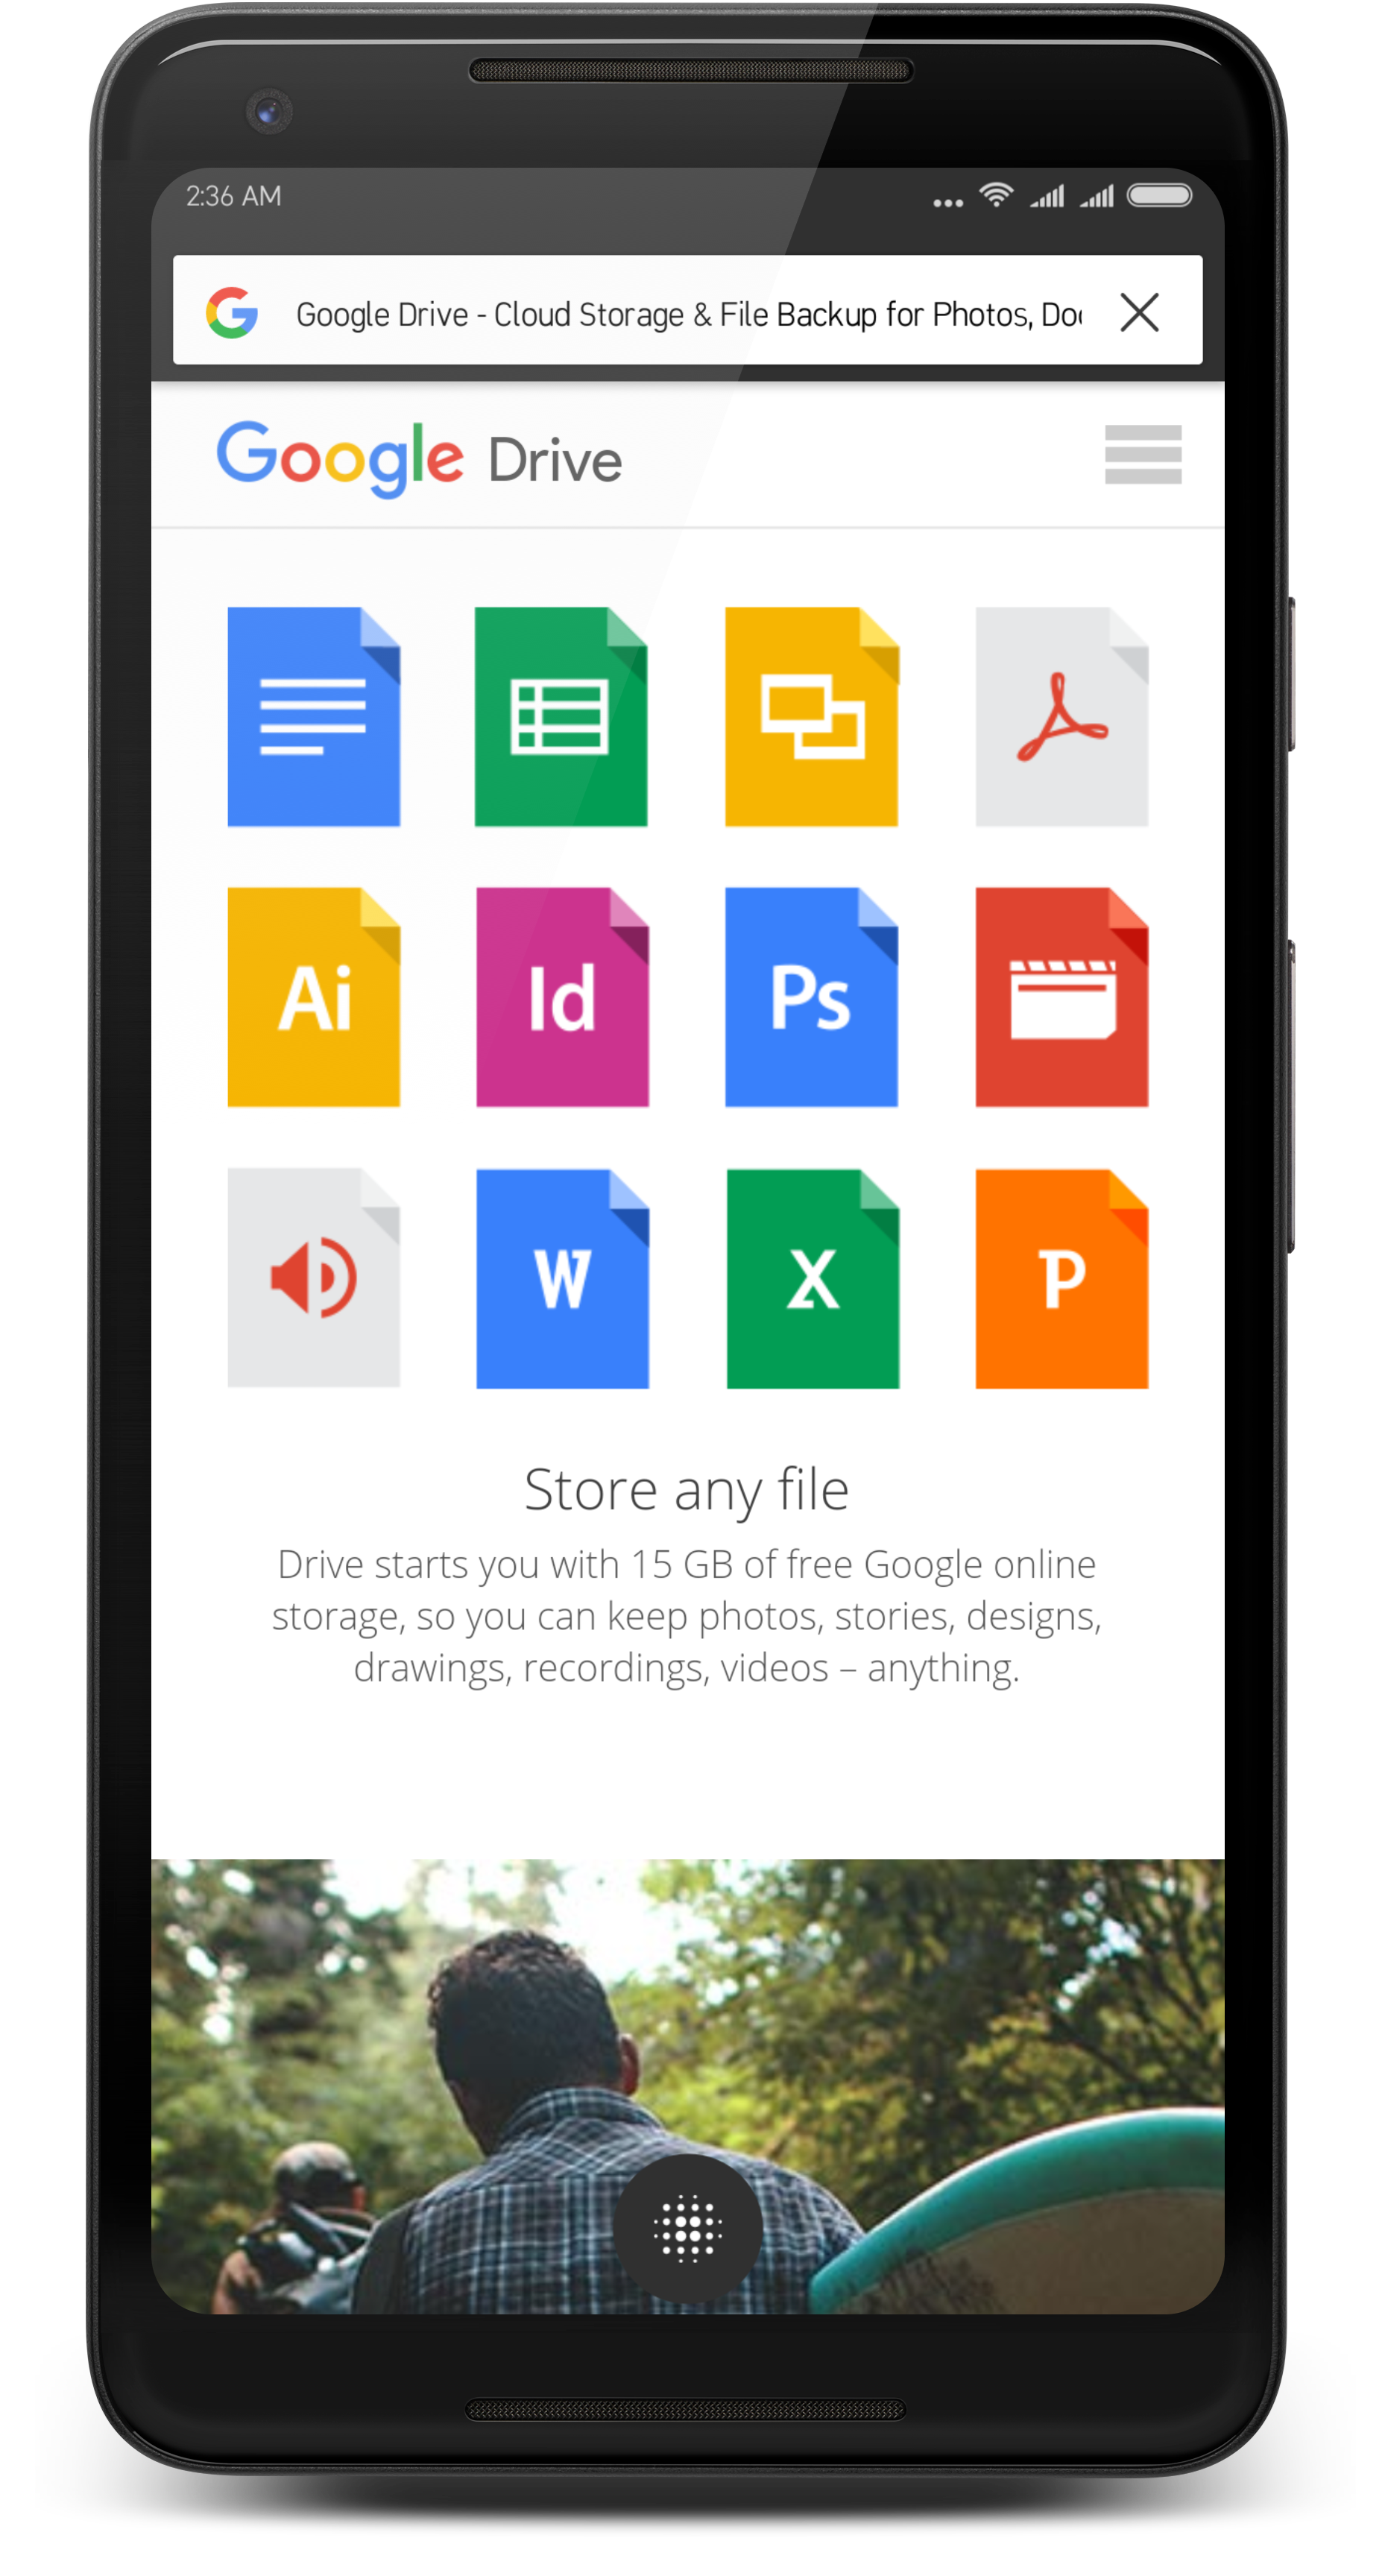 2:36 AM
Google Drive - Cloud Storage & File Backup for Photos, Doc
Google Drive
Ai Id Ps
W X P
Store any file
Drive starts you with 15 GB of free Google online
storage, so you can keep photos, stories, designs,
drawings, recordings, videos – anything.